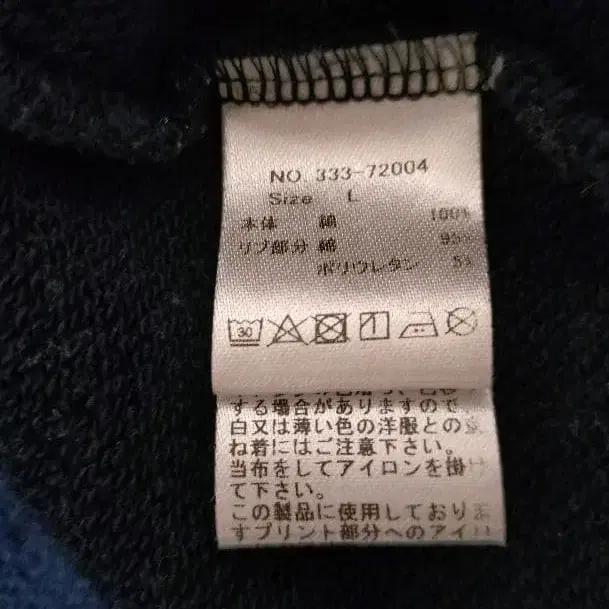 NO. 333-72004
Size L
本体 綿 100%
リブ部分 綿 95%
ポリウレタン 5%
30
する場合がありますので
白又は薄い色の洋服との
ね着にはご注意下さい。
当布をしてアイロンを掛け
て下さい。
この製品に使用しておりま
すプリント部分へのアイ